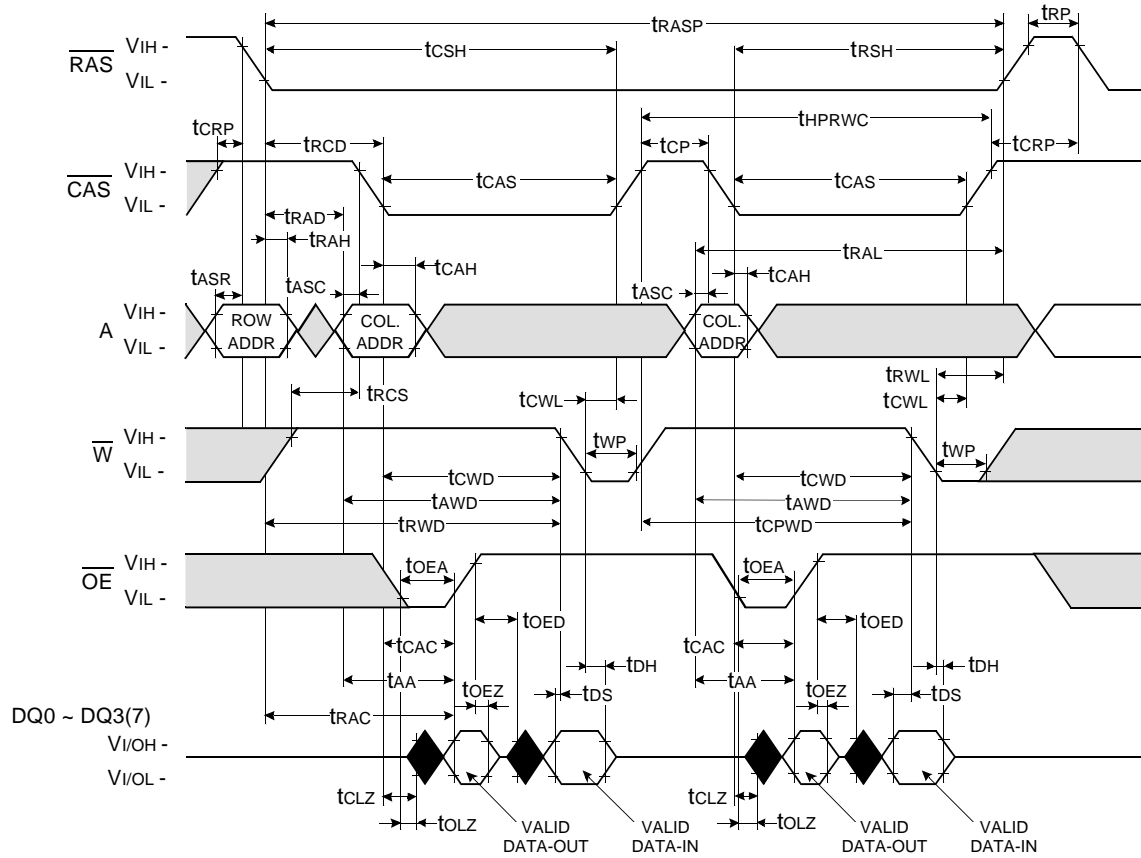 tRASP
tRP
tCSH
tRSH
RAS
VIH -
VIL -
tHPRWC
tCRP
tRCD
tCP
tCRP
CAS
VIH -
VIL -
tCAS
tCAS
tRAD
tRAH
tRAL
tCAH
tCAH
tASR
tASC
tASC
A
VIH -
VIL -
ROW
ADDR
COL.
ADDR
COL.
ADDR
tRWL
tRCS
tCWL
tCWL
W
VIH -
VIL -
tWP
tWP
tCWD
tCWD
tAWD
tAWD
tRWD
tCPWD
OE
VIH -
VIL -
tOEA
tOEA
tOED
tOED
tCAC
tCAC
tDH
tDH
tAA
tAA
tOEZ
tDS
tOEZ
tDS
DQ0 ~ DQ3(7)
tRAC
VI/OH -
VI/OL -
tCLZ
tCLZ
tOLZ
tOLZ
VALID
DATA-OUT
VALID
DATA-IN
VALID
DATA-OUT
VALID
DATA-IN